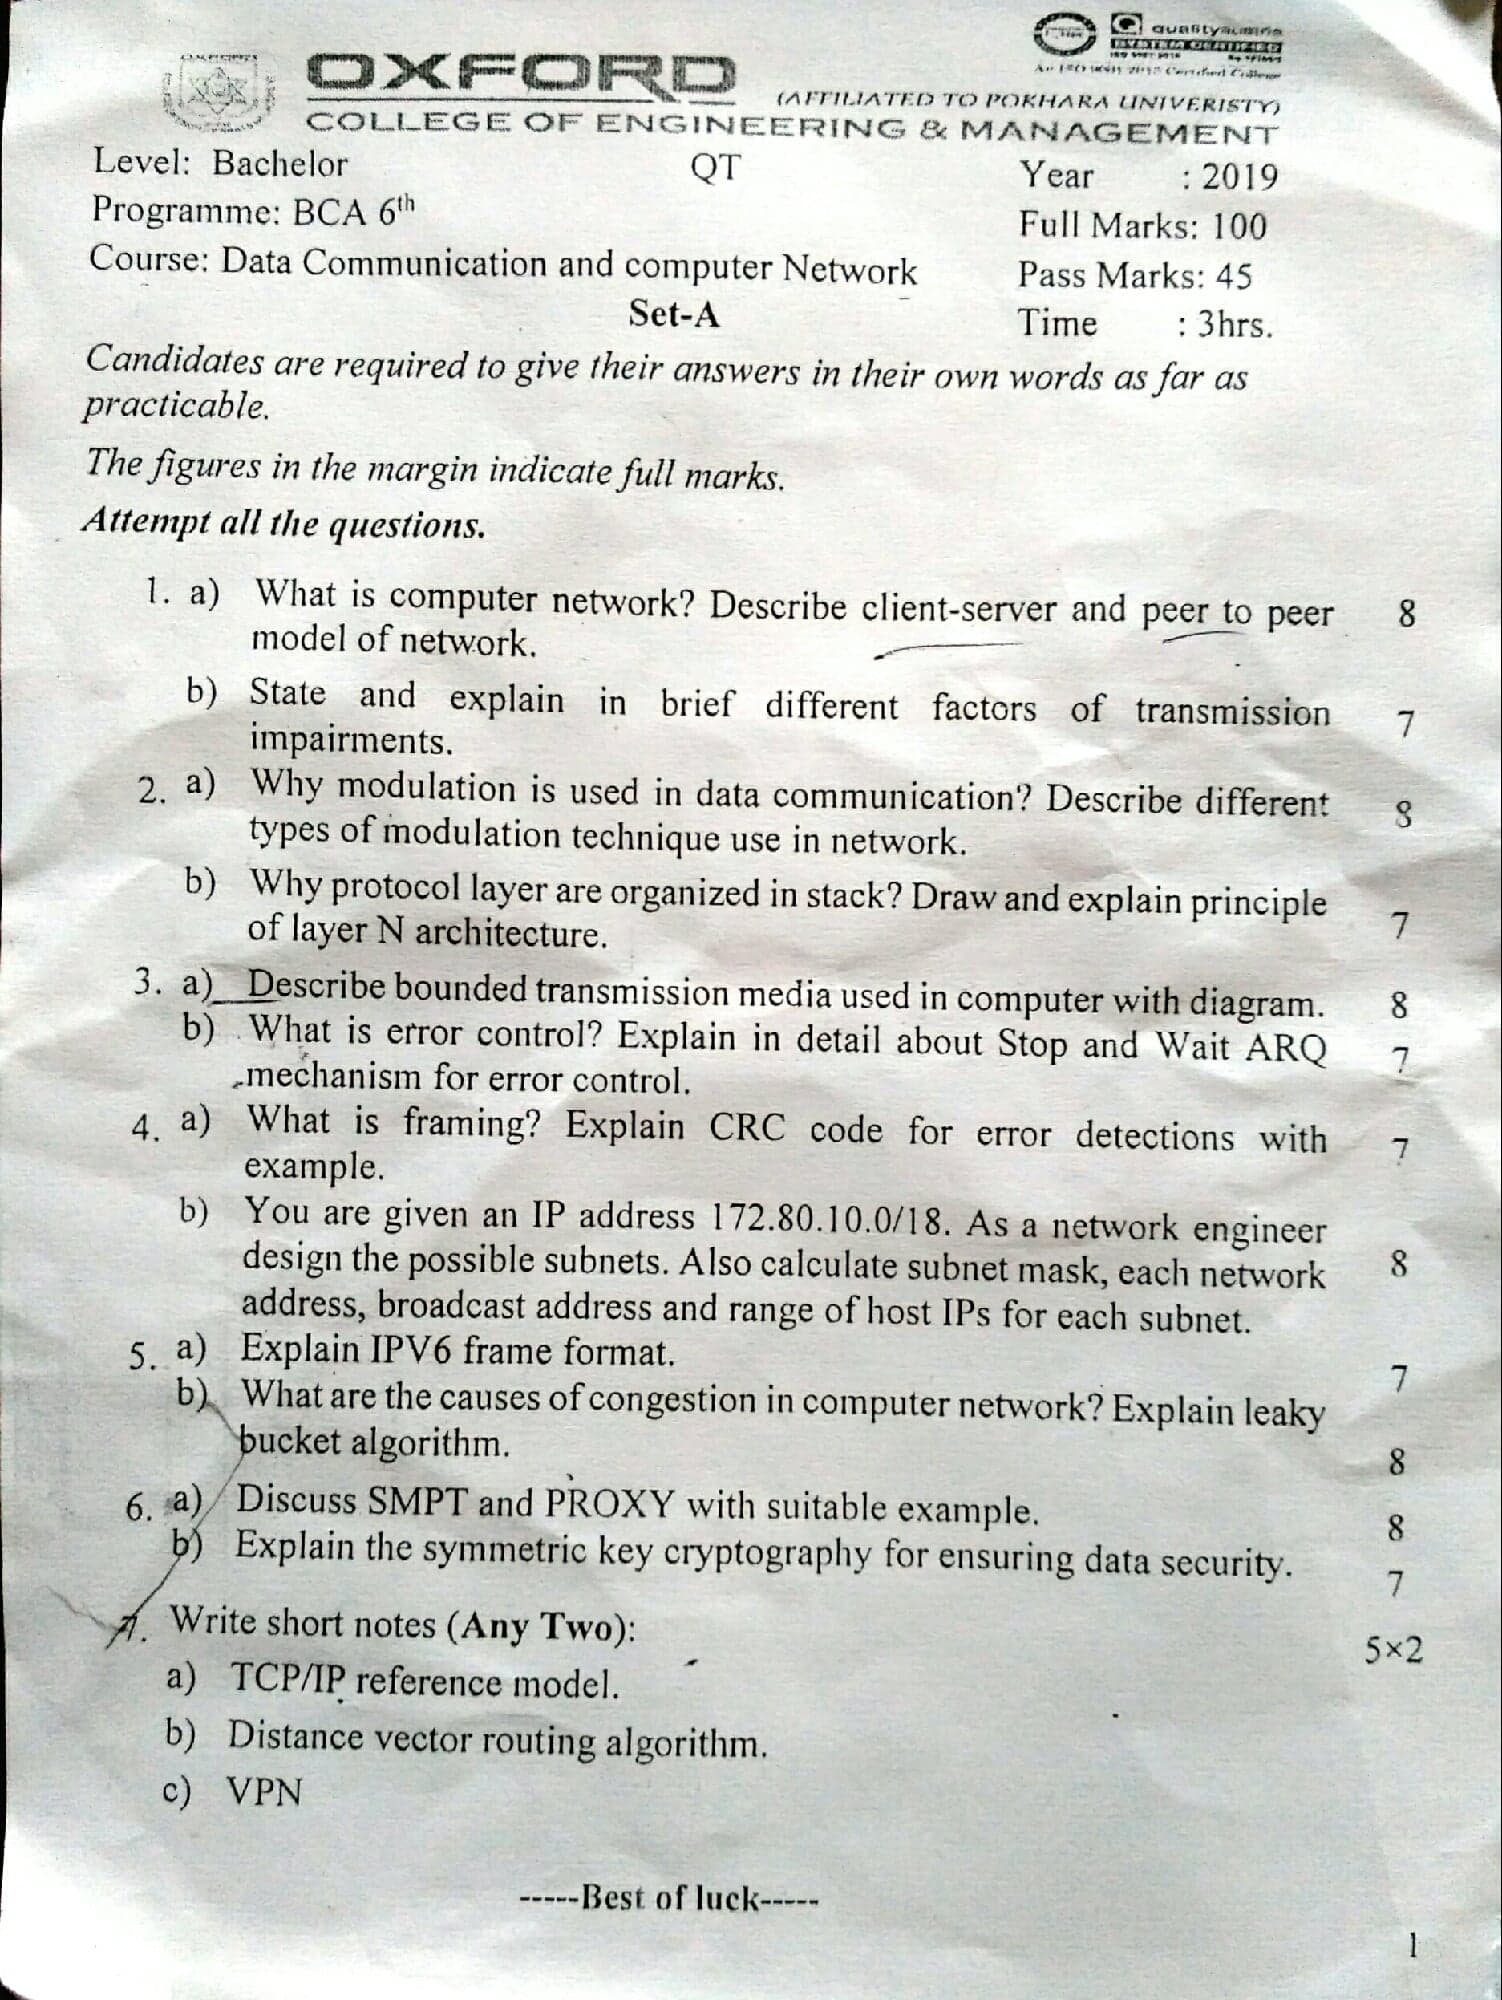 OXFORD
(AFFILIATED TO POKHARA UNIVERISTY)
COLLEGE OF ENGINEERING & MANAGEMENT
Level: Bachelor QT Year : 2019
Programme: BCA 6th Full Marks: 100
Course: Data Communication and computer Network Pass Marks: 45
Set-A Time : 3hrs.
Candidates are required to give their answers in their own words as far as
practicable.
The figures in the margin indicate full marks.
Attempt all the questions.
1. a) What is computer network? Describe client-server and peer to peer 8
model of network.
b) State and explain in brief different factors of transmission 7
impairments.
2. a) Why modulation is used in data communication? Describe different 8
types of modulation technique use in network.
b) Why protocol layer are organized in stack? Draw and explain principle 7
of layer N architecture.
3. a) Describe bounded transmission media used in computer with diagram. 8
b) What is error control? Explain in detail about Stop and Wait ARQ 7
mechanism for error control.
4. a) What is framing? Explain CRC code for error detections with 7
example.
b) You are given an IP address 172.80.10.0/18. As a network engineer
design the possible subnets. Also calculate subnet mask, each network 8
address, broadcast address and range of host IPs for each subnet.
5. a) Explain IPV6 frame format. 7
b) What are the causes of congestion in computer network? Explain leaky
bucket algorithm. 8
6. a) Discuss SMPT and PROXY with suitable example. 8
b) Explain the symmetric key cryptography for ensuring data security. 7
7. Write short notes (Any Two): 5×2
a) TCP/IP reference model.
b) Distance vector routing algorithm.
c) VPN
-----Best of luck-----
1